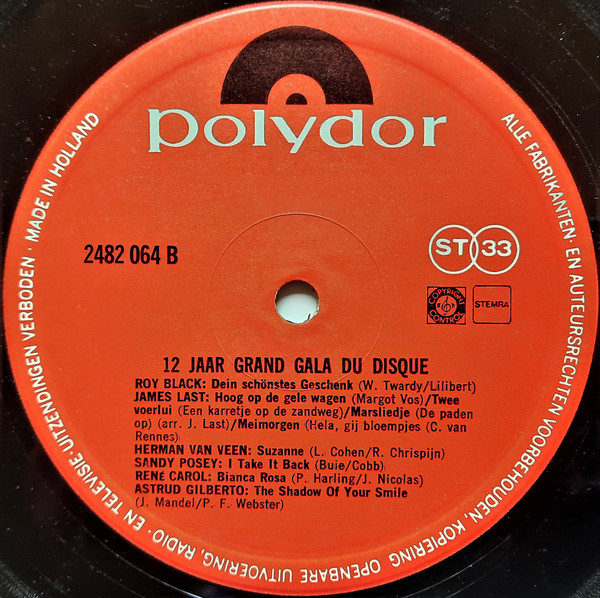 polydor
ALLE FABRIKANTEN- EN AUTEURSRECHTEN VOORBEHOUDEN, KOPIERING, OPENBARE UITVOERING, RADIO- EN TELEVISIE-UITZENDINGEN VERBODEN · MADE IN HOLLAND
2482 064 B
ST 33
COPYRIGHT CONTROL
STEMRA
12 JAAR GRAND GALA DU DISQUE
ROY BLACK: Dein schönstes Geschenk (W. Twardy/Lilibert)
JAMES LAST: Hoog op de gele wagen (Margot Vos)/Twee
voerlui (Een karretje op de zandweg)/Marsliedje (De paden
op) (arr. J. Last)/Meimorgen (Hela, gij bloempjes (C. van
Rennes)
HERMAN VAN VEEN: Suzanne (L. Cohen/R. Chrispijn)
SANDY POSEY: I Take It Back (Buie/Cobb)
RENÉ CAROL: Bianca Rosa (P. Harling/J. Nicolas)
ASTRUD GILBERTO: The Shadow Of Your Smile
(J. Mandel/P. F. Webster)